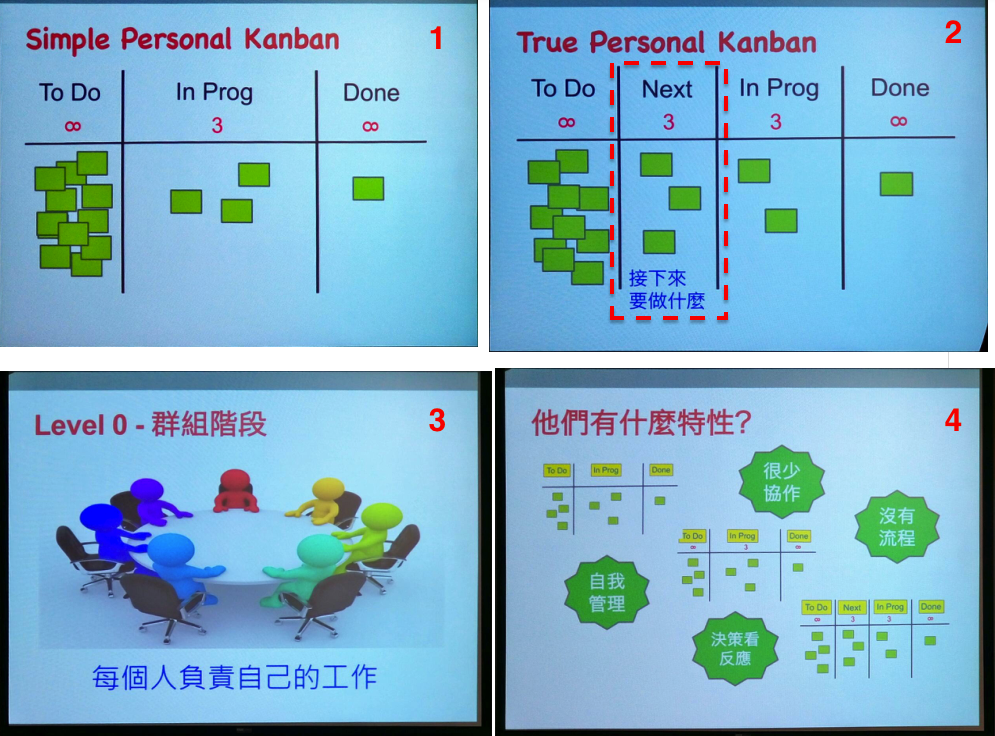 Simple Personal Kanban 1
To Do In Prog Done
∞ 3 ∞
True Personal Kanban 2
To Do Next In Prog Done
∞ 3 3 ∞
接下來
要做什麼
Level 0 - 群組階段 3
每個人負責自己的工作
他們有什麼特性? 4
To Do In Prog Done
很少
協作
沒有
流程
To Do In Prog Done
∞ 3 ∞
自我
管理
To Do Next In Prog Done
∞ 3 3 ∞
決策看
反應